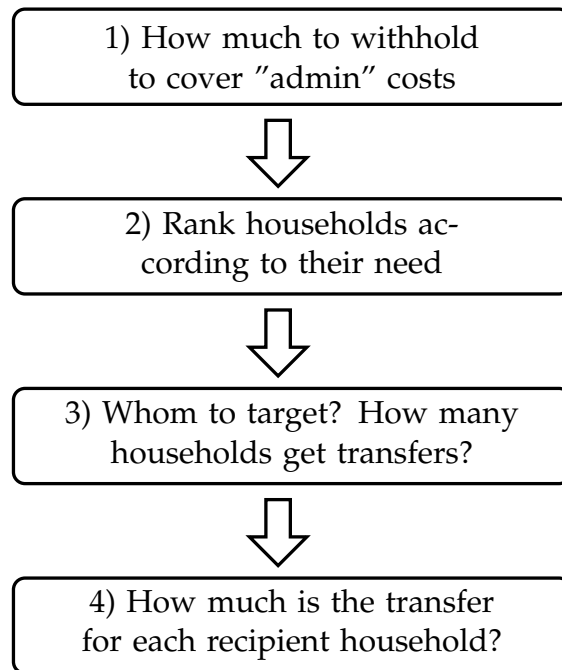 1) How much to withhold
to cover ”admin” costs
2) Rank households ac-
cording to their need
3) Whom to target? How many
households get transfers?
4) How much is the transfer
for each recipient household?